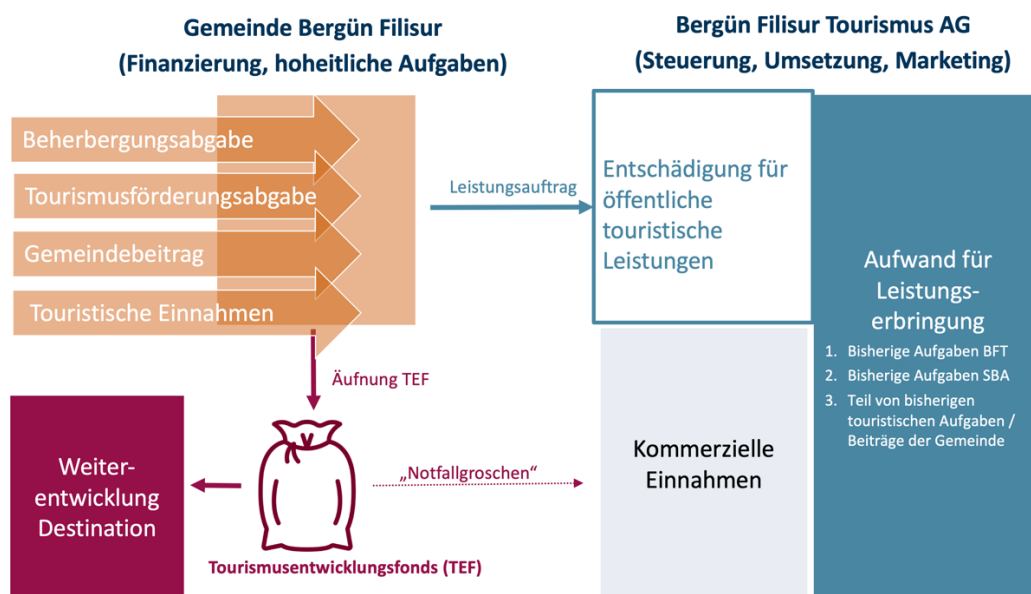 Gemeinde Bergün Filisur
(Finanzierung, hoheitliche Aufgaben)
Bergün Filisur Tourismus AG
(Steuerung, Umsetzung, Marketing)
Beherbergungsabgabe
Tourismusförderungsabgabe
Gemeindebeitrag
Touristische Einnahmen
Leistungsauftrag
Entschädigung für
öffentliche
touristische
Leistungen
Aufwand für
Leistungs-
erbringung
1. Bisherige Aufgaben BFT
2. Bisherige Aufgaben SBA
3. Teil von bisherigen
touristischen Aufgaben /
Beiträge der Gemeinde
Äufnung TEF
Weiter-
entwicklung
Destination
„Notfallgroschen“
Kommerzielle
Einnahmen
Tourismusentwicklungsfonds (TEF)